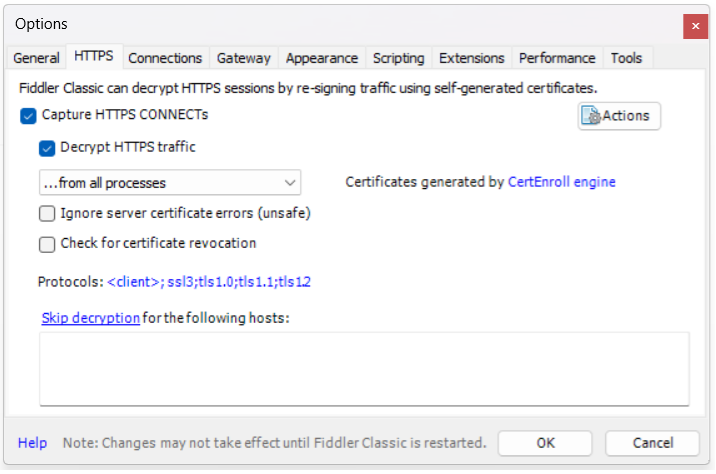 Options
General HTTPS Connections Gateway Appearance Scripting Extensions Performance Tools
Fiddler Classic can decrypt HTTPS sessions by re-signing traffic using self-generated certificates.
Capture HTTPS CONNECTs
Actions
Decrypt HTTPS traffic
...from all processes
Certificates generated by CertEnroll engine
Ignore server certificate errors (unsafe)
Check for certificate revocation
Protocols: <client>; ssl3;tls1.0;tls1.1;tls1.2
Skip decryption for the following hosts:
Help Note: Changes may not take effect until Fiddler Classic is restarted. OK Cancel